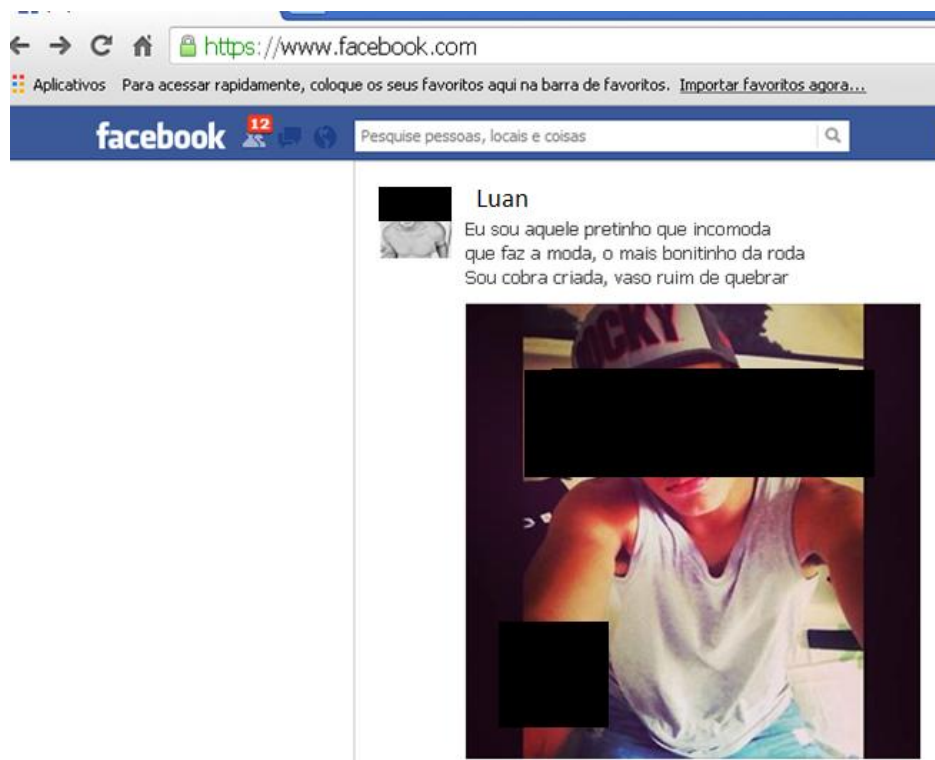 https://www.facebook.com
Aplicativos Para acessar rapidamente, coloque os seus favoritos aqui na barra de favoritos. Importar favoritos agora...
facebook 12 Pesquise pessoas, locais e coisas
Luan
Eu sou aquele pretinho que incomoda
que faz a moda, o mais bonitinho da roda
Sou cobra criada, vaso ruim de quebrar